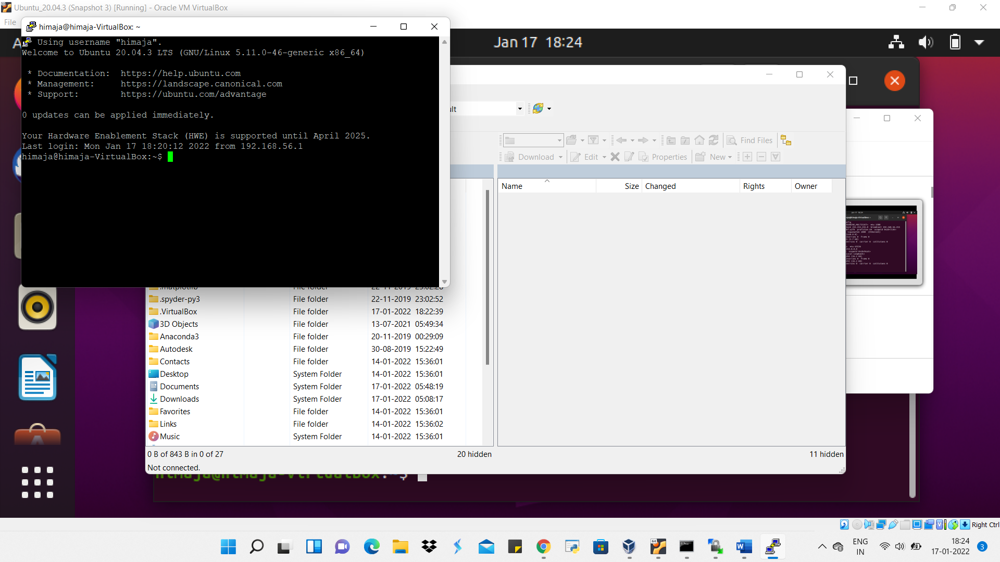 Ubuntu_20.04.3 (Snapshot 3) [Running] - Oracle VM VirtualBox
File
himaja@himaja-VirtualBox: ~
Jan 17 18:24
Using username "himaja".
Welcome to Ubuntu 20.04.3 LTS (GNU/Linux 5.11.0-46-generic x86_64)
* Documentation: https://help.ubuntu.com
* Management: https://landscape.canonical.com
* Support: https://ubuntu.com/advantage
0 updates can be applied immediately.
Your Hardware Enablement Stack (HWE) is supported until April 2025.
Last login: Mon Jan 17 18:20:12 2022 from 192.168.56.1
himaja@himaja-VirtualBox:~$
Find Files
Download Edit Properties New
Name Size Changed Rights Owner
.matplotlib File folder 22-11-2019 23:02:28
.spyder-py3 File folder 22-11-2019 23:02:52
.VirtualBox File folder 17-01-2022 18:22:39
3D Objects File folder 13-07-2021 05:49:34
Anaconda3 File folder 20-11-2019 00:29:09
Autodesk File folder 30-08-2019 15:22:49
Contacts File folder 14-01-2022 15:36:01
Desktop System Folder 14-01-2022 15:36:01
Documents System Folder 17-01-2022 05:48:19
Downloads System Folder 17-01-2022 05:08:17
Favorites File folder 14-01-2022 15:36:01
Links File folder 14-01-2022 15:36:02
Music System Folder 14-01-2022 15:36:01
0 B of 843 B in 0 of 27 20 hidden
11 hidden
Not connected.
himaja@himaja-VirtualBox:~$
Right Ctrl
ENG
IN
18:24
17-01-2022
3